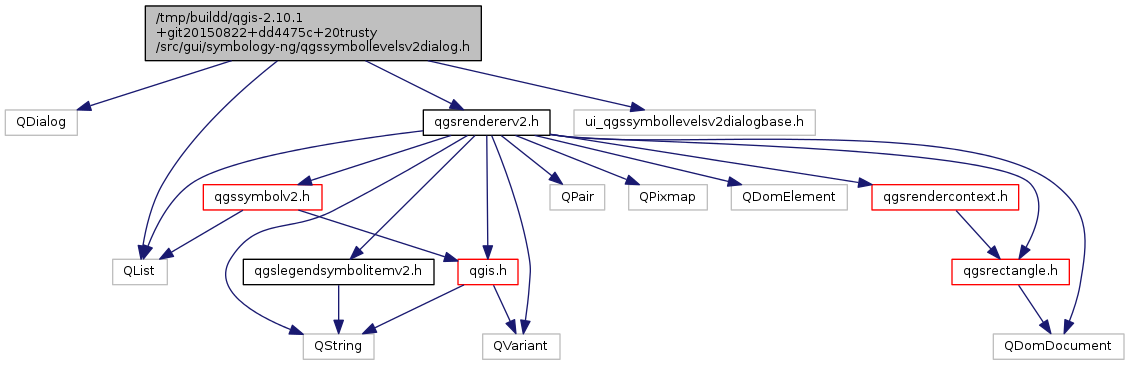 /tmp/buildd/qgis-2.10.1
+git20150822+dd4475c+20trusty
/src/gui/symbology-ng/qgssymbollevelsv2dialog.h
QDialog
qgsrendererv2.h
ui_qgssymbollevelsv2dialogbase.h
qgssymbolv2.h
QPair
QPixmap
QDomElement
qgsrendercontext.h
QList
qgslegendsymbolitemv2.h
qgis.h
qgsrectangle.h
QString
QVariant
QDomDocument